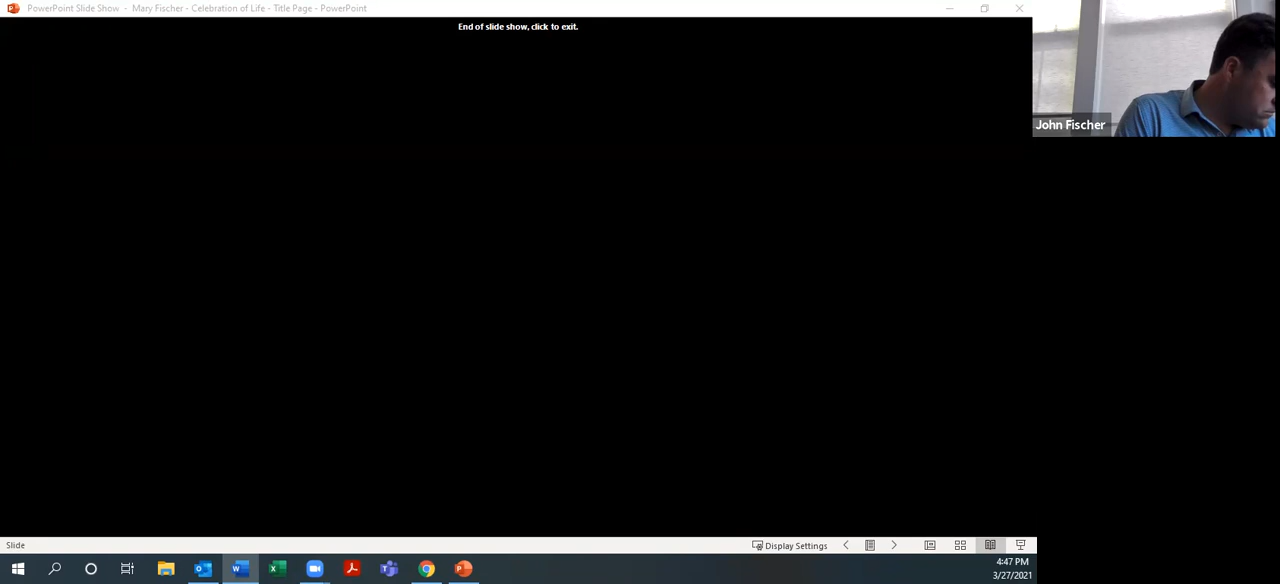 PowerPoint Slide Show - Mary Fischer - Celebration of Life - Title Page - PowerPoint
End of slide show, click to exit.
John Fischer
Slide
Display Settings
4:47 PM
3/27/2021